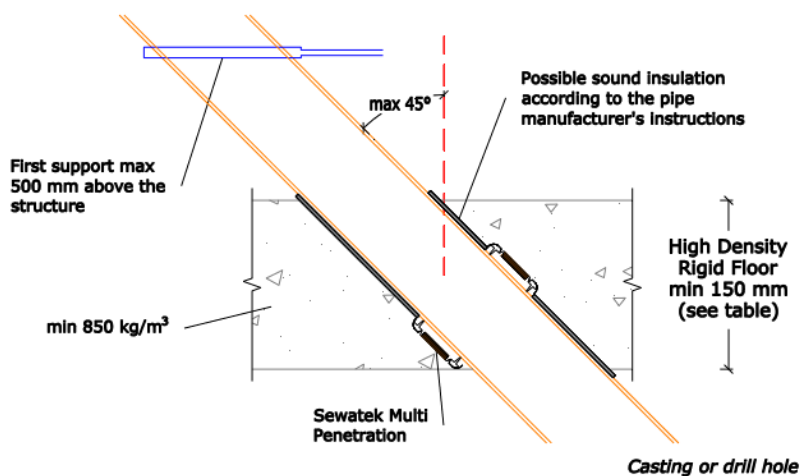 max 45°
Possible sound insulation
according to the pipe
manufacturer's instructions
First support max
500 mm above the
structure
High Density
Rigid Floor
min 150 mm
(see table)
min 850 kg/m³
Sewatek Multi
Penetration
Casting or drill hole